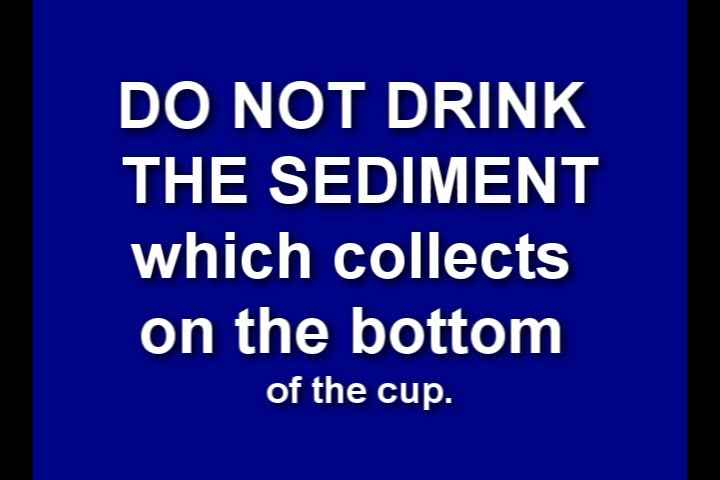 DO NOT DRINK
THE SEDIMENT
which collects
on the bottom
of the cup.